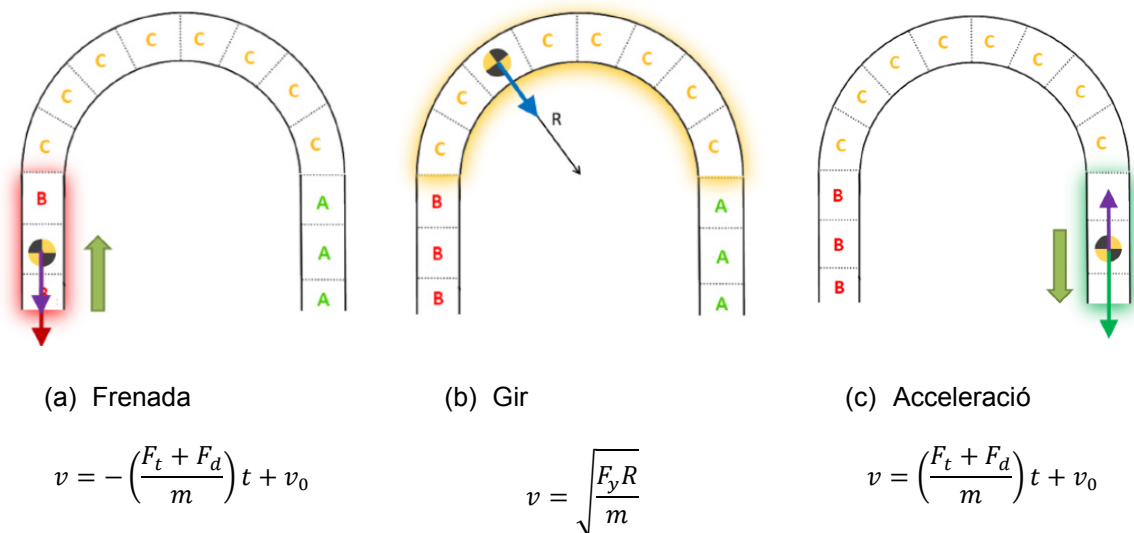 C C
C C
C C
C C
B A
A
B A
C C
C
C C
R
C C
B A
B A
B A
C C
C C
C C
C C
B
B
B
(a) Frenada
(b) Gir
(c) Acceleració
v = −(F_t + F_d / m) t + v_0
v = √(F_y R / m)
v = (F_t + F_d / m) t + v_0